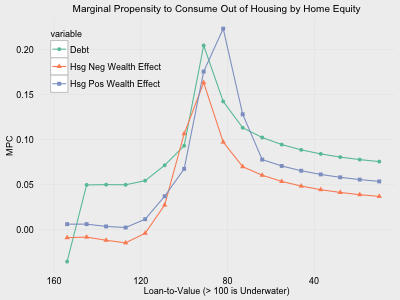 Marginal Propensity to Consume Out of Housing by Home Equity
variable
Debt
Hsg Neg Wealth Effect
Hsg Pos Wealth Effect
0.20
0.15
0.10
0.05
0.00
MPC
160 120 80 40
Loan-to-Value (> 100 is Underwater)